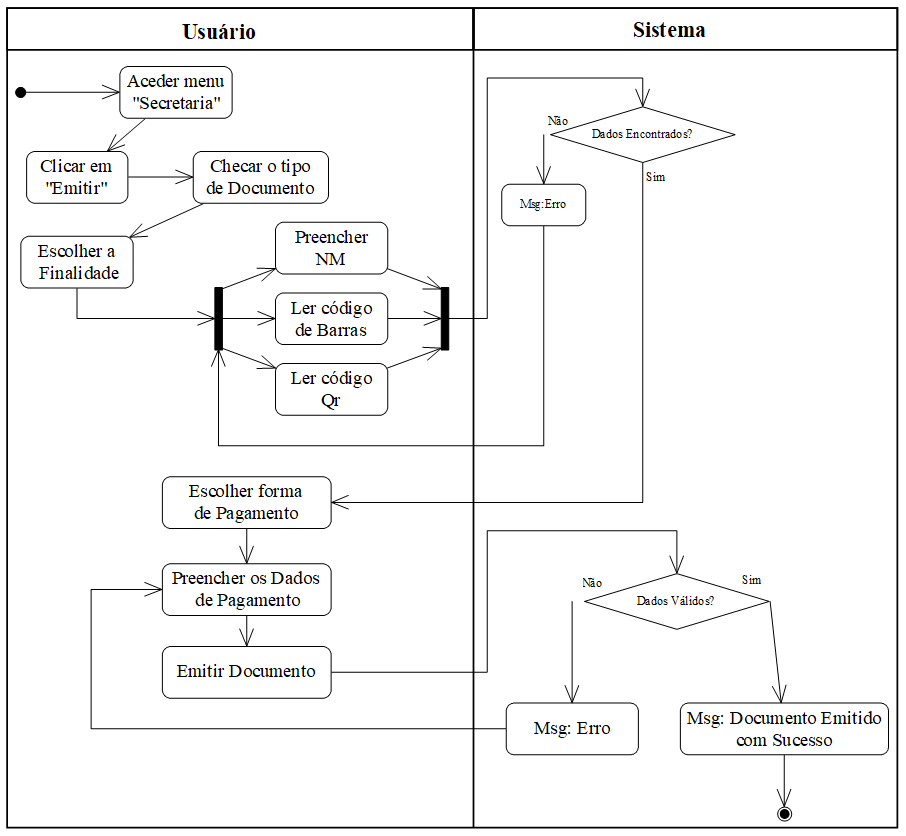 Usuário
Sistema
Aceder menu
"Secretaria"
Clicar em
"Emitir"
Checar o tipo
de Documento
Escolher a
Finalidade
Preencher
NM
Ler código
de Barras
Ler código
Qr
Dados Encontrados?
Não
Sim
Msg:Erro
Escolher forma
de Pagamento
Preencher os Dados
de Pagamento
Emitir Documento
Dados Válidos?
Não
Sim
Msg: Erro
Msg: Documento Emitido
com Sucesso